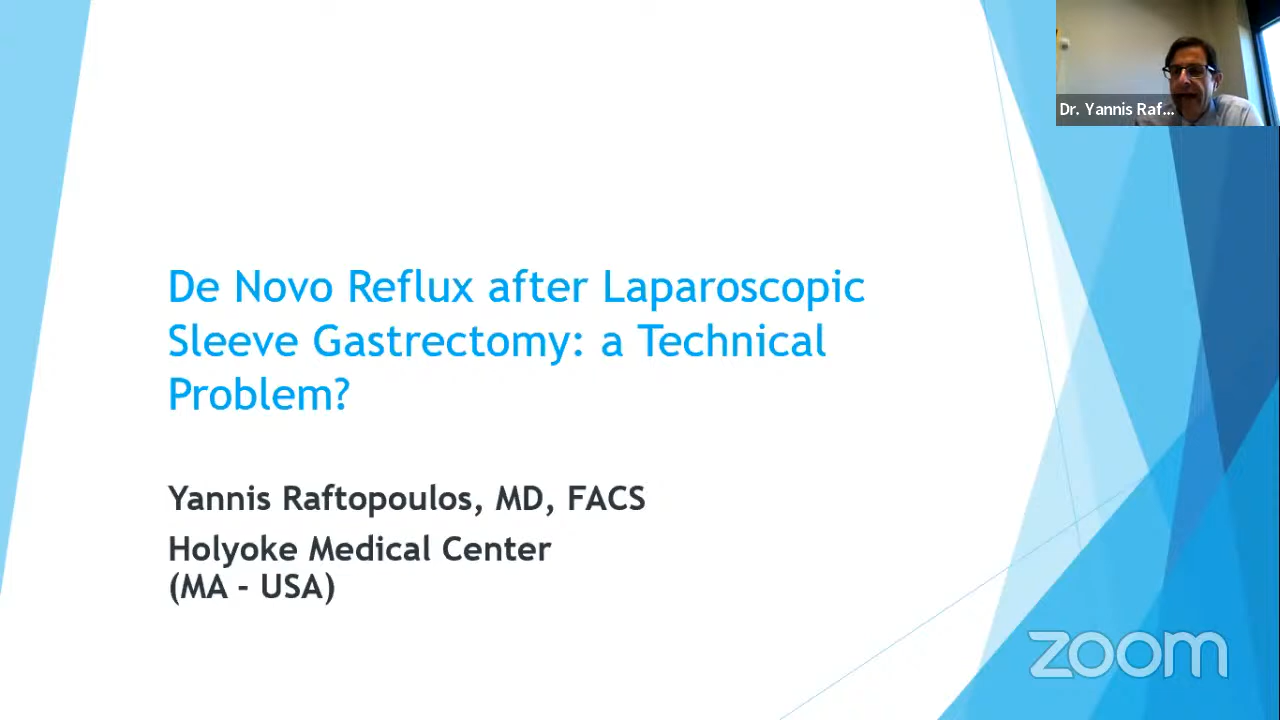 Dr. Yannis Raf...
De Novo Reflux after Laparoscopic
Sleeve Gastrectomy: a Technical
Problem?
Yannis Raftopoulos, MD, FACS
Holyoke Medical Center
(MA - USA)
zoom